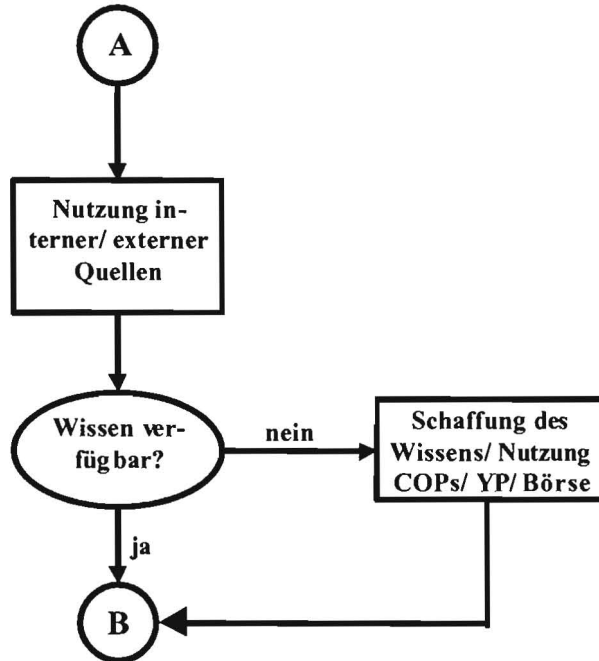 A
Nutzung in-
terner/ externer
Quellen
Wissen ver-
fügbar?
nein
Schaffung des
Wissens/ Nutzung
COPs/ YP/ Börse
ja
B